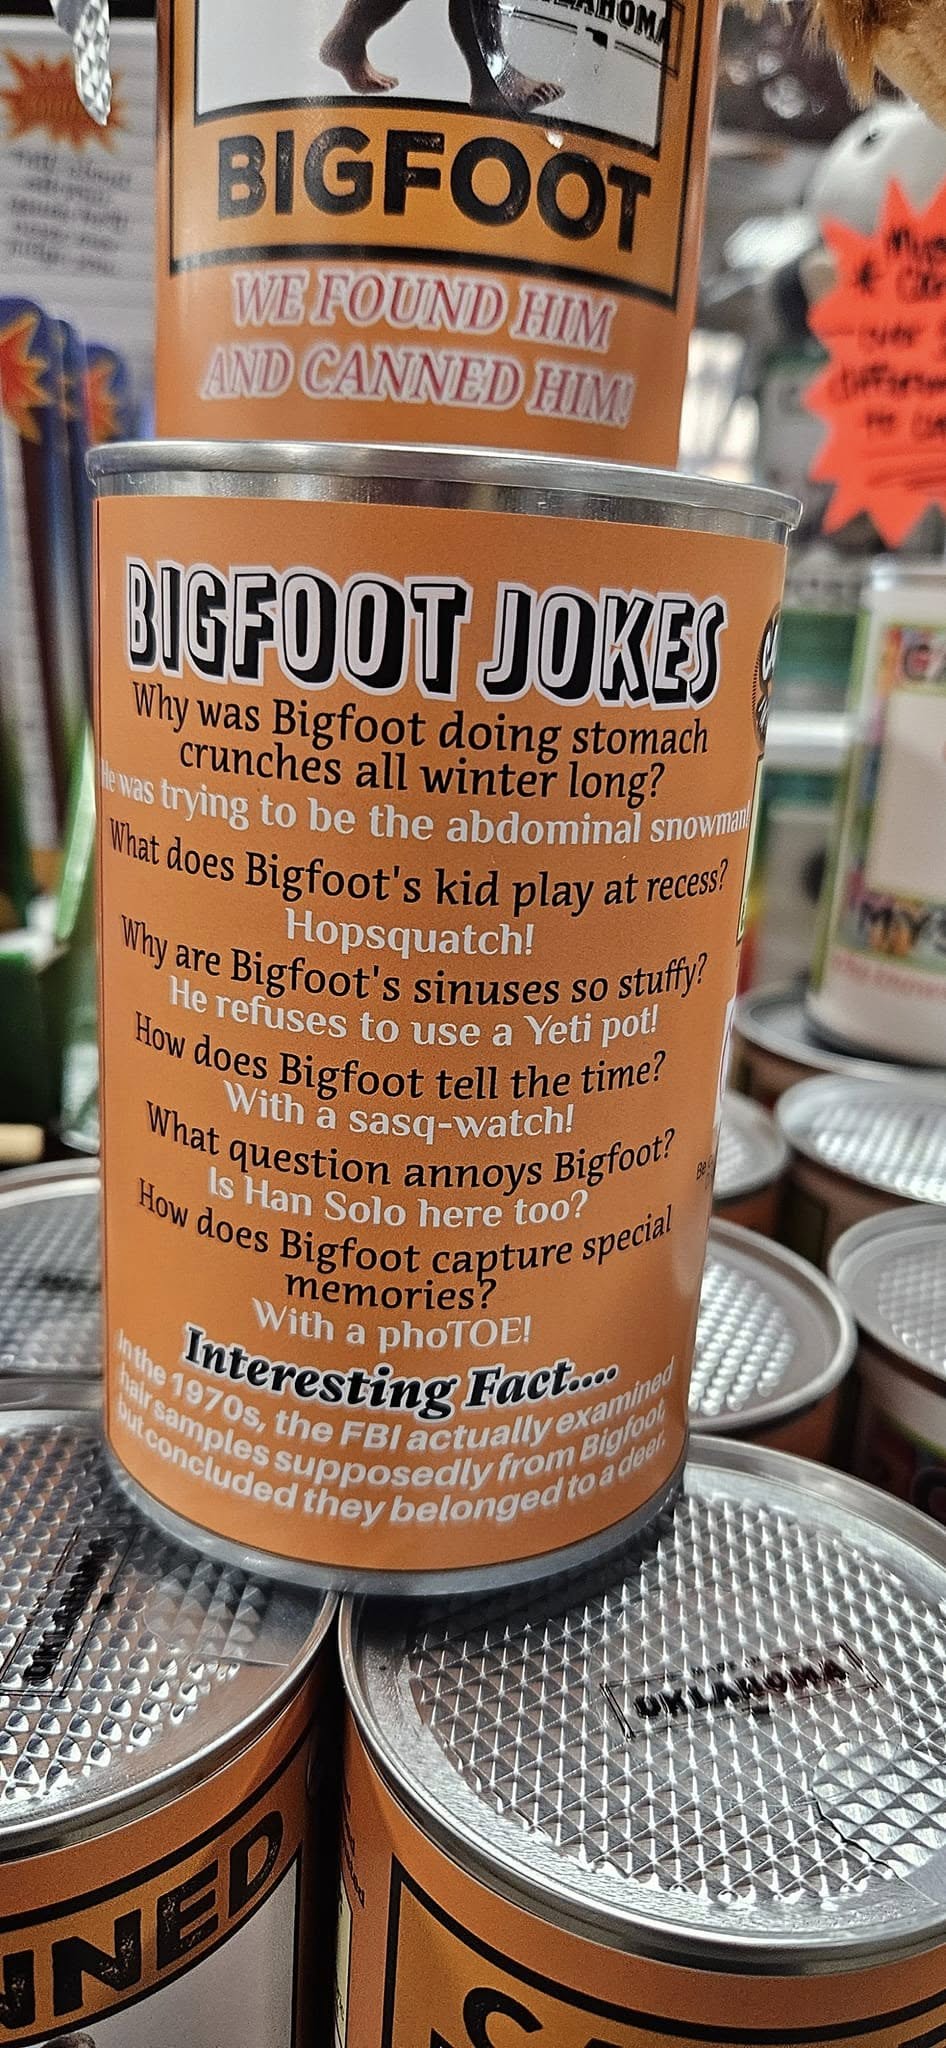 OKLAHOMA
BIGFOOT
WE FOUND HIM
AND CANNED HIM!
BIGFOOT JOKES
Why was Bigfoot doing stomach
crunches all winter long?
He was trying to be the abdominal snowman!
What does Bigfoot's kid play at recess?
Hopsquatch!
Why are Bigfoot's sinuses so stuffy?
He refuses to use a Yeti pot!
How does Bigfoot tell the time?
With a sasq-watch!
What question annoys Bigfoot?
Is Han Solo here too?
How does Bigfoot capture special
memories?
With a phoTOE!
Interesting Fact....
In the 1970s, the FBI actually examined
hair samples supposedly from Bigfoot,
but concluded they belonged to a deer.
OKLAHOMA
OKLAHOMA
NNED